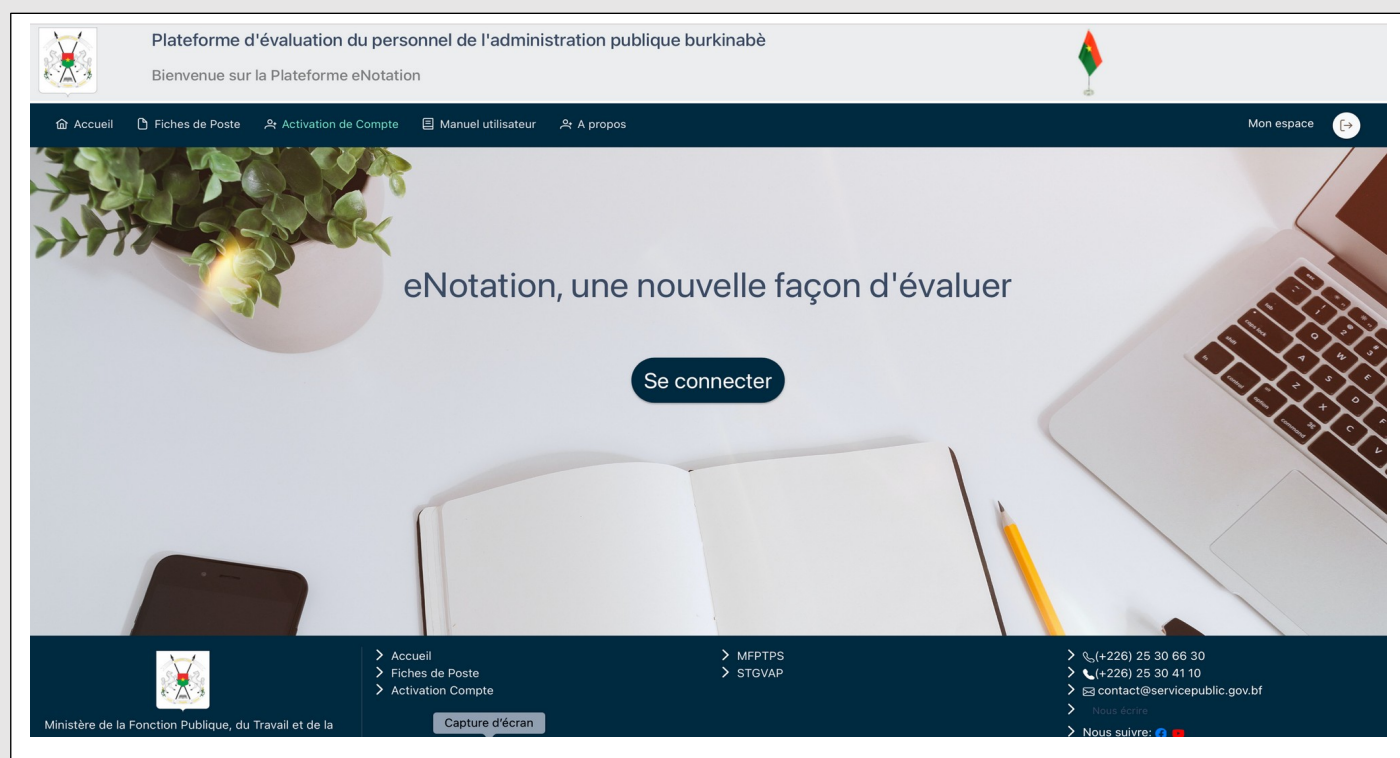 Plateforme d'évaluation du personnel de l'administration publique burkinabè
Bienvenue sur la Plateforme eNotation
Accueil Fiches de Poste Activation de Compte Manuel utilisateur A propos Mon espace
eNotation, une nouvelle façon d'évaluer
Se connecter
Accueil
Fiches de Poste
Activation Compte
MFPTPS
STGVAP
(+226) 25 30 66 30
(+226) 25 30 41 10
contact@servicepublic.gov.bf
Nous écrire
Nous suivre:
Ministère de la Fonction Publique, du Travail et de la
Capture d'écran